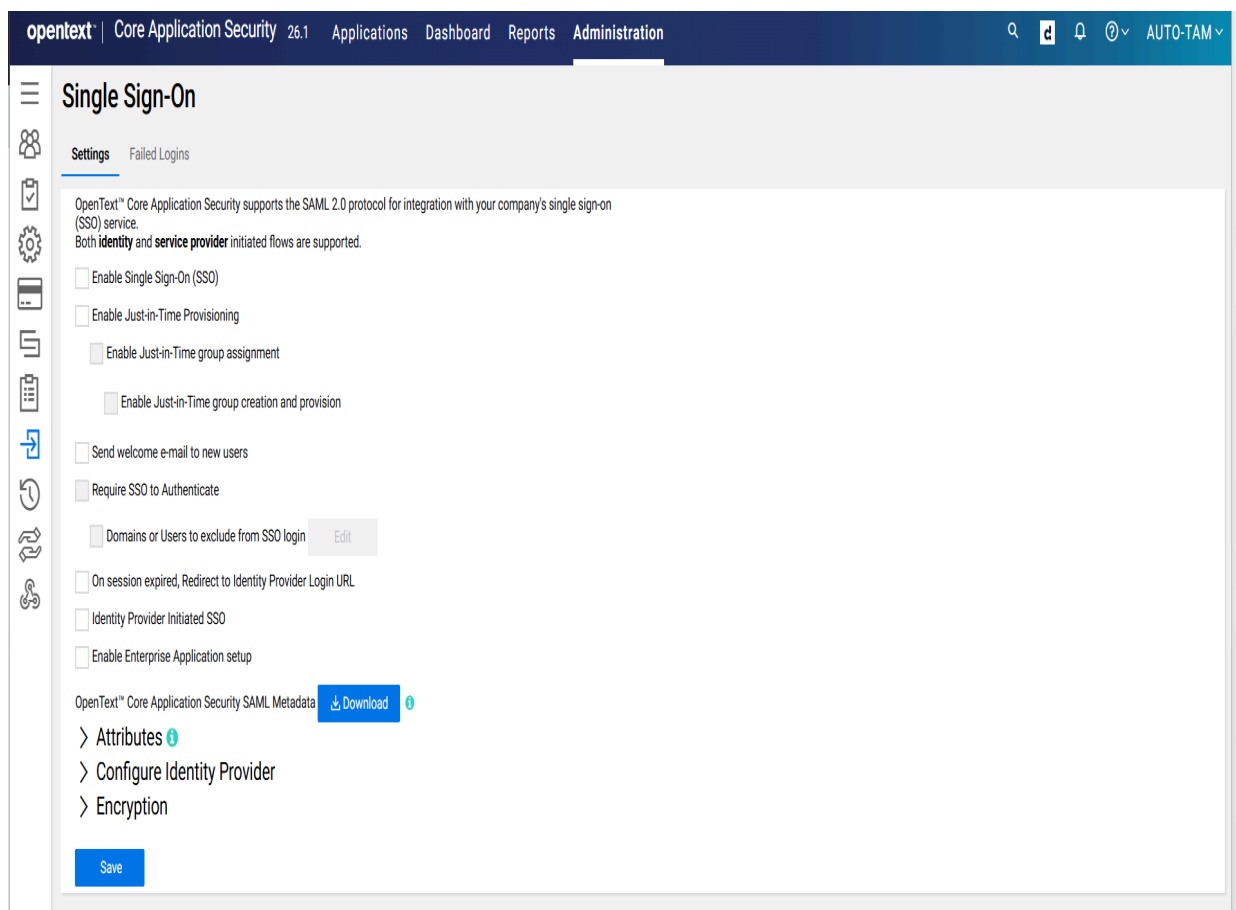 opentext™ | Core Application Security 26.1 Applications Dashboard Reports Administration AUTO-TAM
Single Sign-On
Settings Failed Logins
OpenText™ Core Application Security supports the SAML 2.0 protocol for integration with your company's single sign-on
(SSO) service.
Both identity and service provider initiated flows are supported.
Enable Single Sign-On (SSO)
Enable Just-in-Time Provisioning
Enable Just-in-Time group assignment
Enable Just-in-Time group creation and provision
Send welcome e-mail to new users
Require SSO to Authenticate
Domains or Users to exclude from SSO login Edit
On session expired, Redirect to Identity Provider Login URL
Identity Provider Initiated SSO
Enable Enterprise Application setup
OpenText™ Core Application Security SAML Metadata Download
Attributes
Configure Identity Provider
Encryption
Save